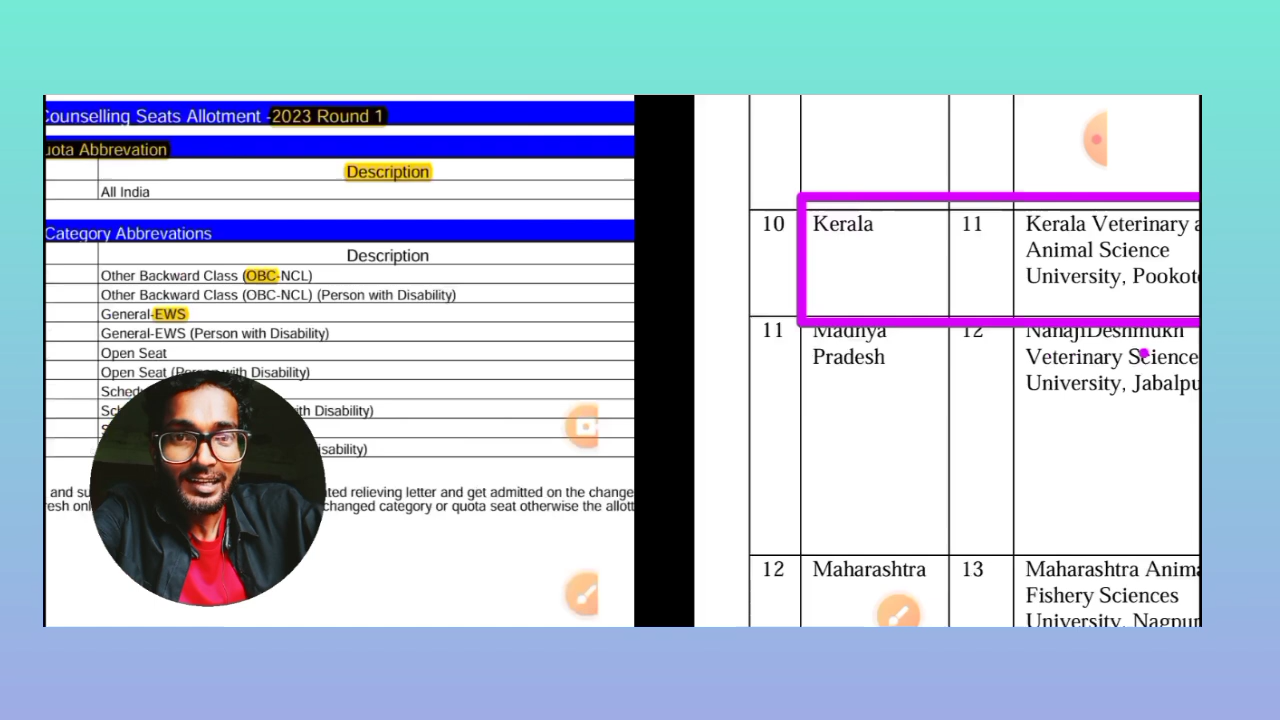 Counselling Seats Allotment -2023 Round 1
uota Abbrevation
Description
All India
Category Abbrevations
Description
Other Backward Class (OBC-NCL)
Other Backward Class (OBC-NCL) (Person with Disability)
General-EWS
General-EWS (Person with Disability)
Open Seat
Open Seat (Person with Disability)
Sched
Sch ith Disability)
S
isability)
and su ted relieving letter and get admitted on the change
resh onl changed category or quota seat otherwise the allott
10 Kerala 11 Kerala Veterinary a
Animal Science
University, Pookot
11 Madhya 12 NanajiDeshmukh
Pradesh Veterinary Science
University, Jabalpu
12 Maharashtra 13 Maharashtra Anima
Fishery Sciences
University, Nagpur